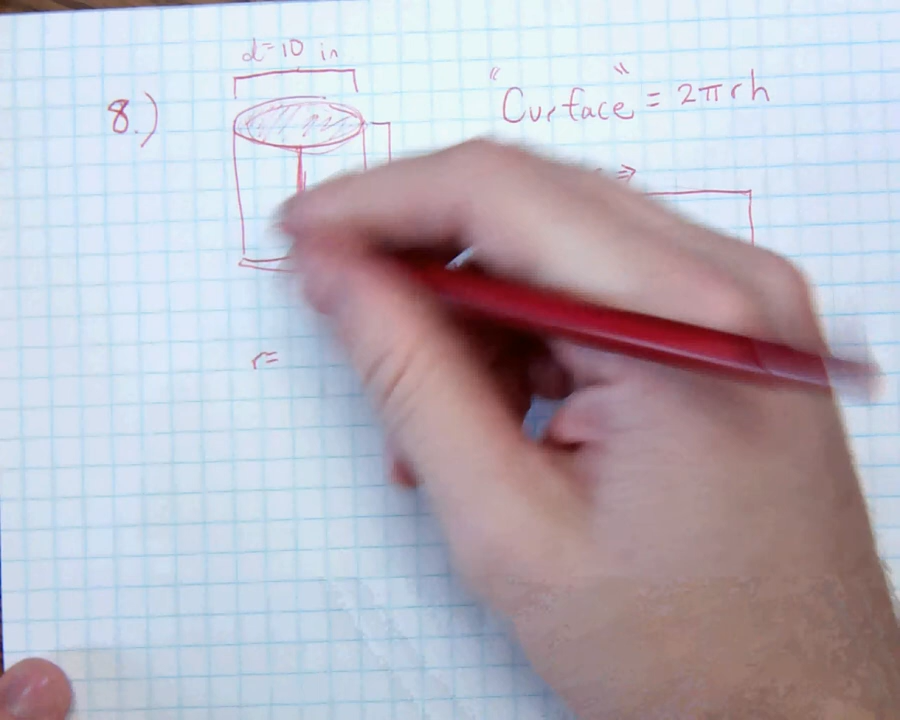 d=10 in
8.)
"Curface" = 2πrh
⇒
r=